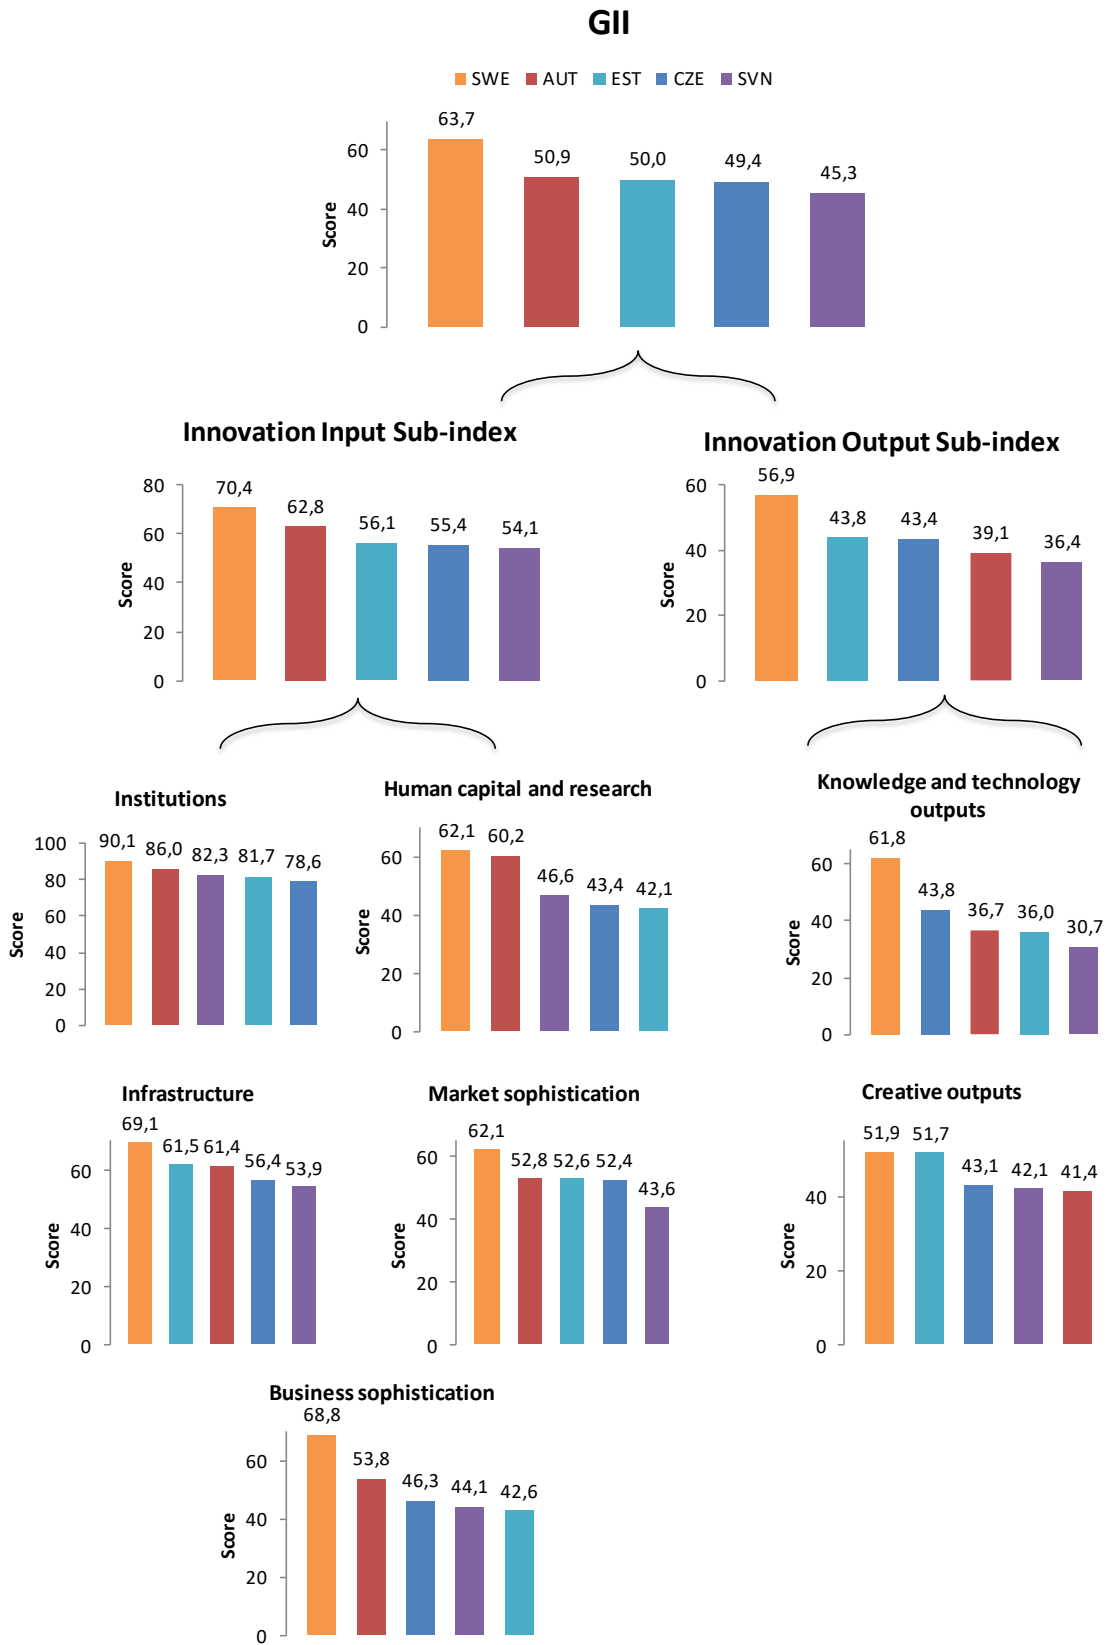 GII
SWE AUT EST CZE SVN
63,7 50,9 50,0 49,4 45,3
Score
60
40
20
0
Innovation Input Sub-index
70,4 62,8 56,1 55,4 54,1
Score
80
60
40
20
0
Innovation Output Sub-index
56,9 43,8 43,4 39,1 36,4
Score
60
40
20
0
Institutions
90,1 86,0 82,3 81,7 78,6
Score
100
80
60
40
20
0
Human capital and research
62,1 60,2 46,6 43,4 42,1
Score
60
40
20
0
Knowledge and technology
outputs
61,8 43,8 36,7 36,0 30,7
Score
60
40
20
0
Infrastructure
69,1 61,5 61,4 56,4 53,9
Score
60
40
20
0
Market sophistication
62,1 52,8 52,6 52,4 43,6
Score
60
40
20
0
Creative outputs
51,9 51,7 43,1 42,1 41,4
Score
40
20
0
Business sophistication
68,8 53,8 46,3 44,1 42,6
Score
60
40
20
0